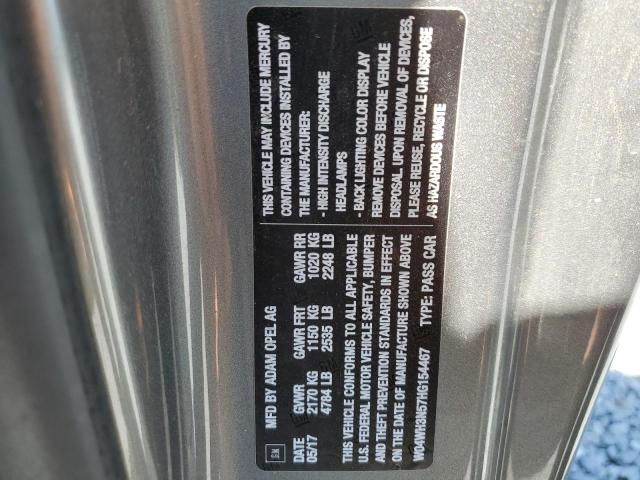 MFD BY ADAM OPEL AG
DATE GVWR GAWR FRT GAWR RR
05/17 2170 KG 1150 KG 1020 KG
4784 LB 2535 LB 2248 LB
THIS VEHICLE CONFORMS TO ALL APPLICABLE
U.S. FEDERAL MOTOR VEHICLE SAFETY, BUMPER
AND THEFT PREVENTION STANDARDS IN EFFECT
ON THE DATE OF MANUFACTURE SHOWN ABOVE
W04WH3N57HG154467 TYPE: PASS CAR
THIS VEHICLE MAY INCLUDE MERCURY
CONTAINING DEVICES INSTALLED BY
THE MANUFACTURER:
- HIGH INTENSITY DISCHARGE
HEADLAMPS
- BACK LIGHTING COLOR DISPLAY
REMOVE DEVICES BEFORE VEHICLE
DISPOSAL. UPON REMOVAL OF DEVICES,
PLEASE REUSE, RECYCLE OR DISPOSE
AS HAZARDOUS WASTE
GM